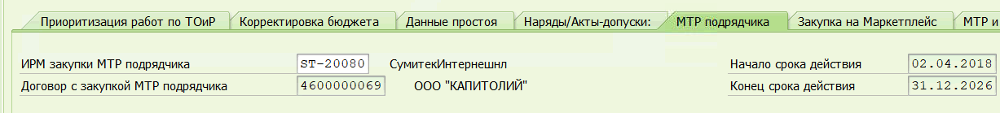 Приоритизация работ по ТОиР Корректировка бюджета Данные простоя Наряды/Акты-допуски: МТР подрядчика Закупка на Маркетплейс МТР и
ИРМ закупки МТР подрядчика ST-20080 СумитекИнтернешнл Начало срока действия 02.04.2018
Договор с закупкой МТР подрядчика 4600000069 ООО "КАПИТОЛИЙ" Конец срока действия 31.12.2026